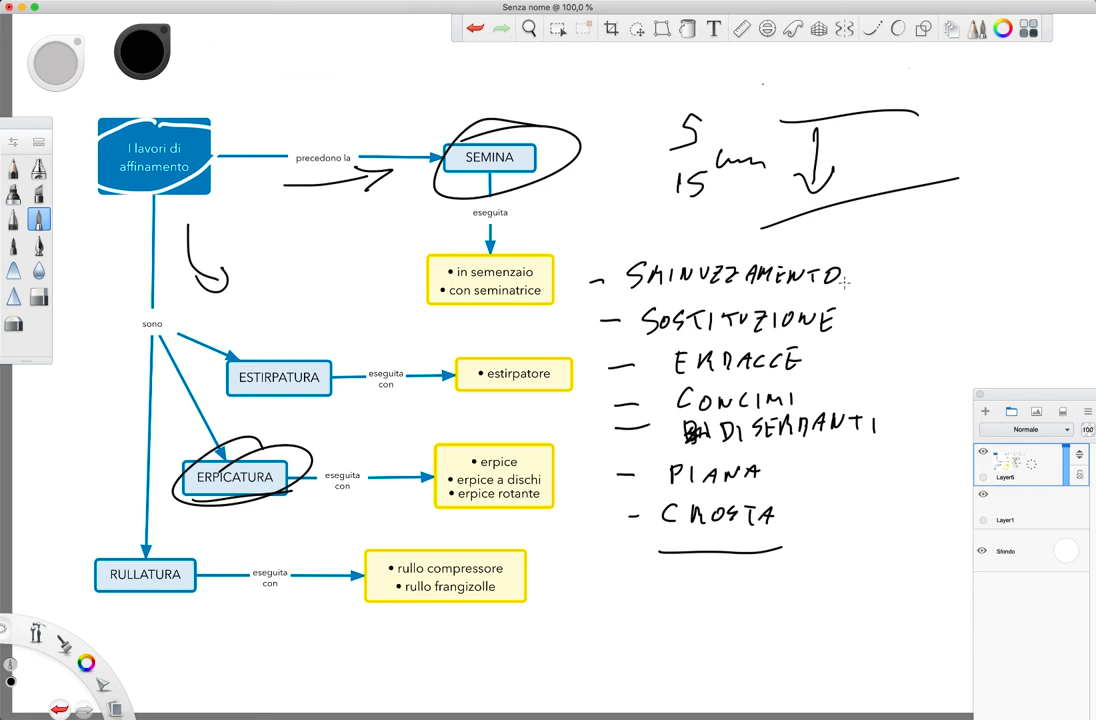 Senza nome @ 100,0 %
I lavori di
affinamento
precedono la
SEMINA
eseguita
• in semenzaio
• con seminatrice
sono
ESTIRPATURA
eseguita
con
• estirpatore
ERPICATURA
eseguita
con
• erpice
• erpice a dischi
• erpice rotante
RULLATURA
eseguita
con
• rullo compressore
• rullo frangizolle
5
15 cm
- SMINUZZAMENTO
- SOSTITUZIONE
- ERBACCE
- CONCIMI
- DISERBANTI
- PIANA
- CROSTA
Normale
100
Layer6
Layer1
Sfondo